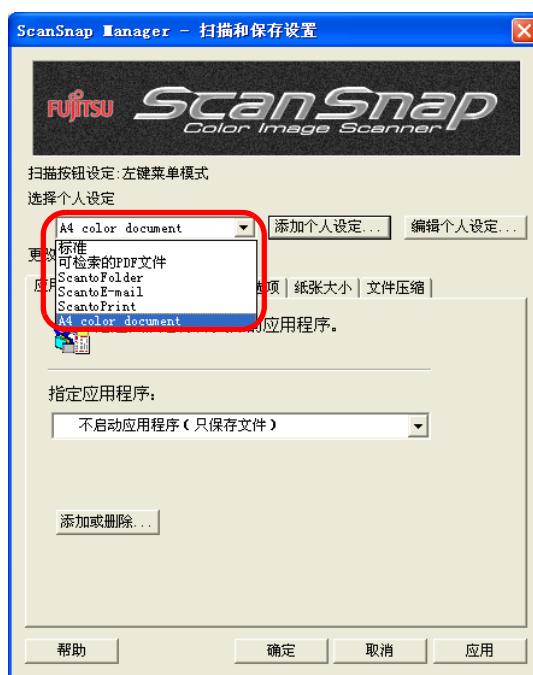 ScanSnap Manager - 扫描和保存设置
FUJITSU ScanSnap
Color Image Scanner
扫描按钮设定:左键菜单模式
选择个人设定
A4 color document 添加个人设定... 编辑个人设定...
标准
更改
可检索的PDF文件
ScantoFolder
ScantoE-mail
ScantoPrint
A4 color document
项 纸张大小 文件压缩
应用程序。
指定应用程序:
不启动应用程序(只保存文件)
添加或删除...
帮助 确定 取消 应用